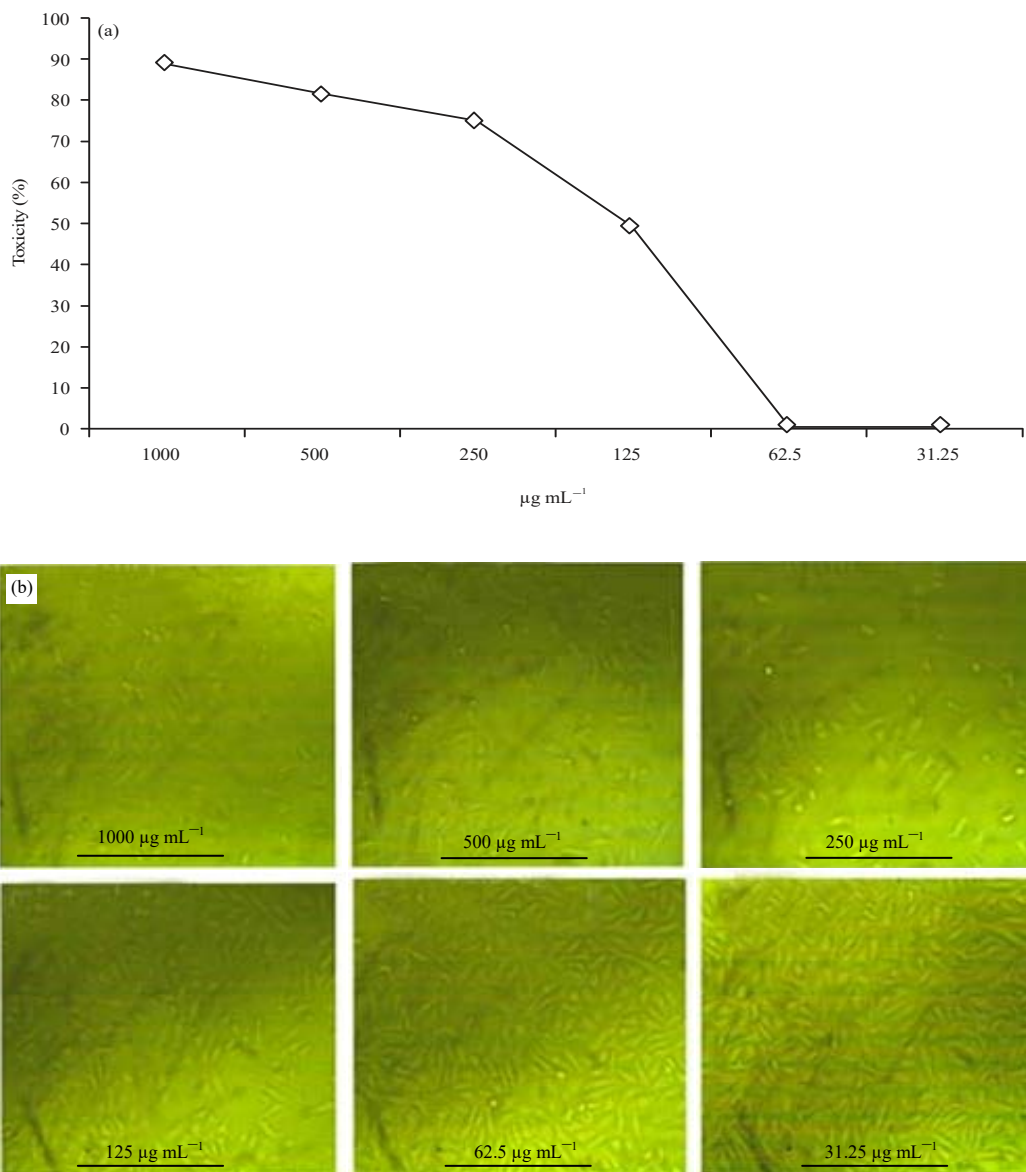 (a)
100
90
80
70
60
50
40
30
20
10
0
Toxicity (%)
1000 500 250 125 62.5 31.25
µg mL⁻¹
(b)
1000 µg mL⁻¹ 500 µg mL⁻¹ 250 µg mL⁻¹
125 µg mL⁻¹ 62.5 µg mL⁻¹ 31.25 µg mL⁻¹